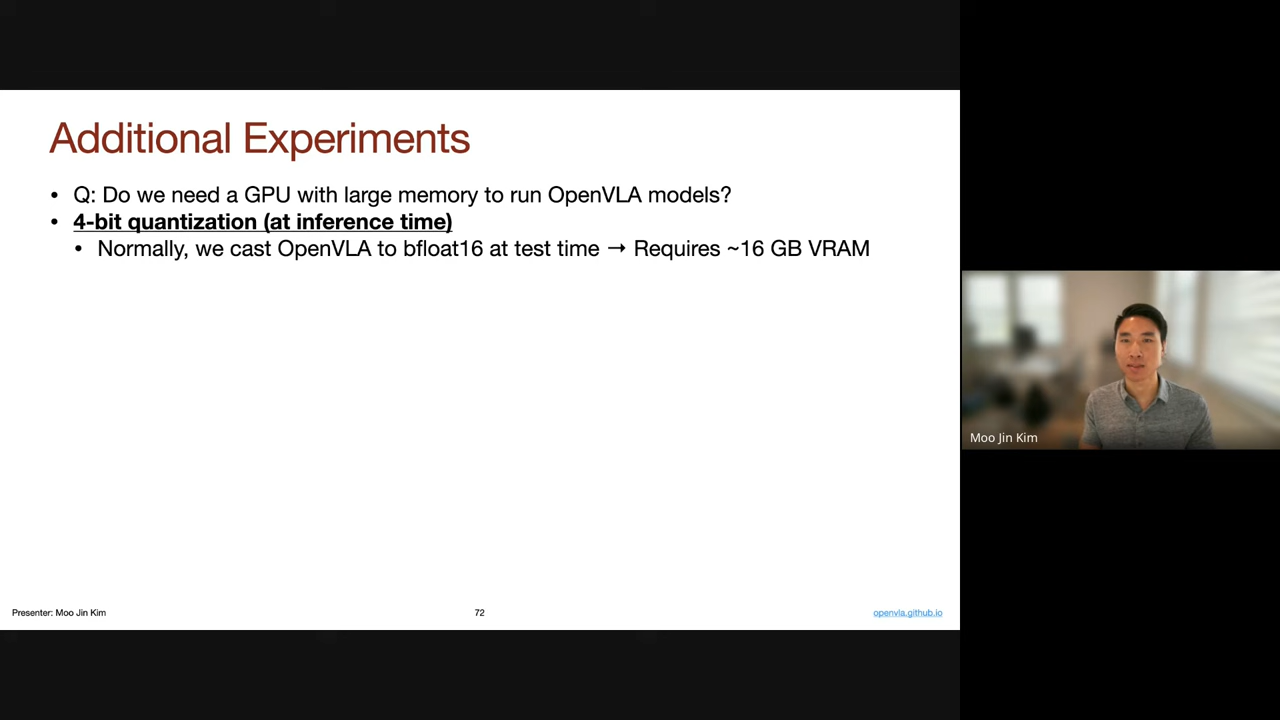 Additional Experiments
• Q: Do we need a GPU with large memory to run OpenVLA models?
• 4-bit quantization (at inference time)
• Normally, we cast OpenVLA to bfloat16 at test time → Requires ~16 GB VRAM
Moo Jin Kim
Presenter: Moo Jin Kim
72
openvla.github.io